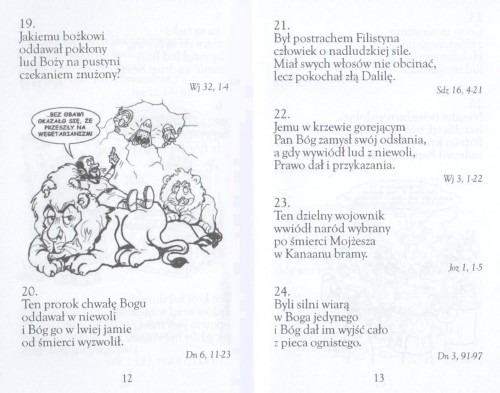 19.
Jakiemu bożkowi
oddawał pokłony
lud Boży na pustyni
czekaniem znużony?
Wj 32, 1-4
..BEZ OBAW!
OKAZAŁO SIĘ, ŻE
PRZESZŁY NA
WEGETARIANIZM!
20.
Ten prorok chwałę Bogu
oddawał w niewoli
i Bóg go w lwiej jamie
od śmierci wyzwolił.
Dn 6, 11-23
12
21.
Był postrachem Filistyna
człowiek o nadludzkiej sile.
Miał swych włosów nie obcinać,
lecz pokochał złą Dalilę.
Sdz 16, 4-21
22.
Jemu w krzewie gorejącym
Pan Bóg zamysł swój odsłania,
a gdy wywiódł lud z niewoli,
Prawo dał i przykazania.
Wj 3, 1-22
23.
Ten dzielny wojownik
wwiódł naród wybrany
po śmierci Mojżesza
w Kanaanu bramy.
Joz 1, 1-5
24.
Byli silni wiarą
w Boga jedynego
i Bóg dał im wyjść cało
z pieca ognistego.
Dn 3, 91-97
13